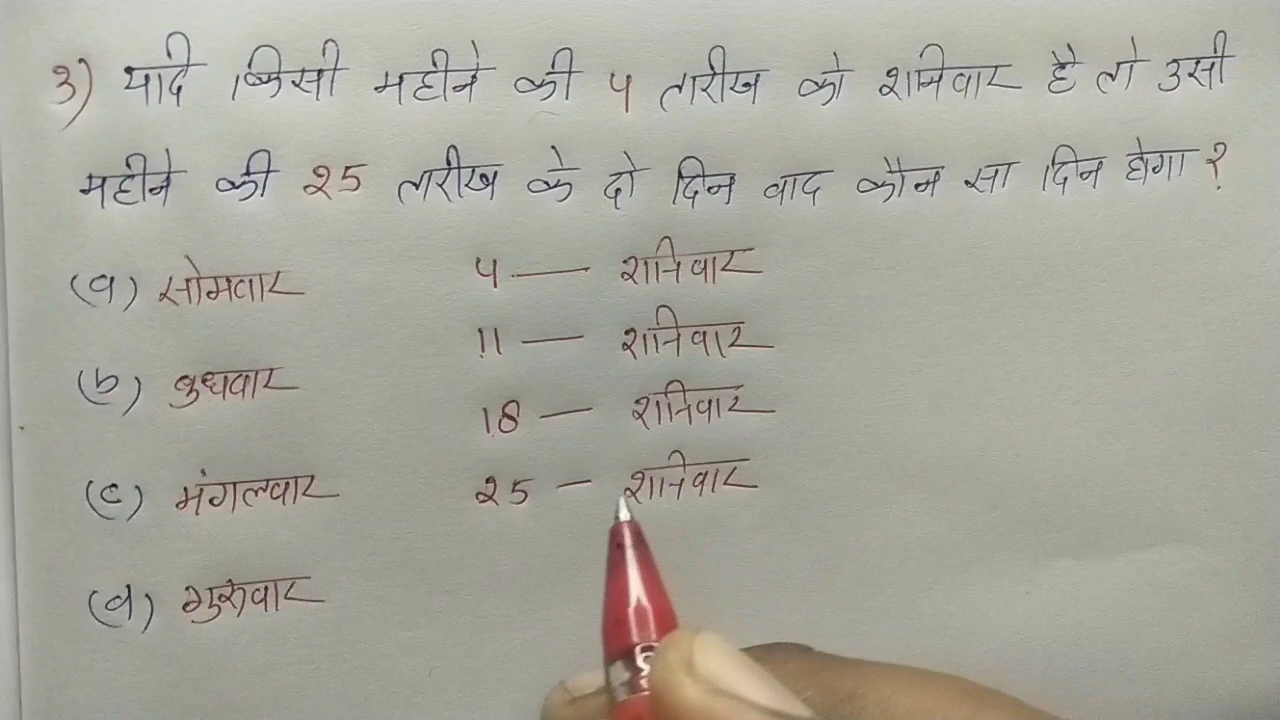 3) यदि किसी महीने की 4 तारीख को शनिवार है तो उसी
महीने की 25 तारीख के दो दिन बाद कौन सा दिन होगा ?
(a) सोमवार
(b) बुधवार
(c) मंगलवार
(d) गुरुवार
4 — शनिवार
11 — शनिवार
18 — शनिवार
25 — शनिवार